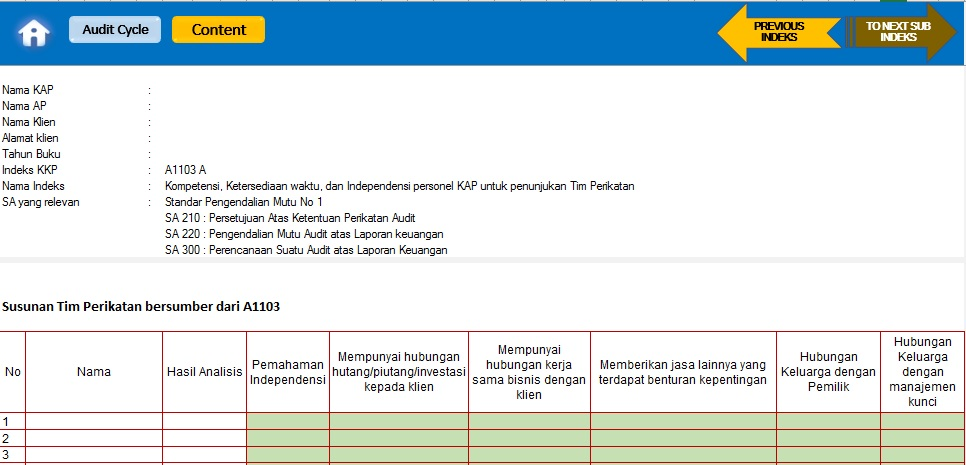 Audit Cycle
Content
PREVIOUS
INDEKS
TO NEXT SUB
INDEKS
Nama KAP :
Nama AP :
Nama Klien :
Alamat klien :
Tahun Buku :
Indeks KKP : A1103 A
Nama Indeks : Kompetensi, Ketersediaan waktu, dan Independensi personel KAP untuk penunjukan Tim Perikatan
SA yang relevan : Standar Pengendalian Mutu No 1
SA 210 : Persetujuan Atas Ketentuan Perikatan Audit
SA 220 : Pengendalian Mutu Audit atas Laporan keuangan
SA 300 : Perencanaan Suatu Audit atas Laporan Keuangan
Susunan Tim Perikatan bersumber dari A1103
No
Nama
Hasil Analisis
Pemahaman
Independensi
Mempunyai hubungan
hutang/piutang/investasi
kepada klien
Mempunyai
hubungan kerja
sama bisnis dengan
klien
Memberikan jasa lainnya yang
terdapat benturan kepentingan
Hubungan
Keluarga dengan
Pemilik
Hubungan
Keluarga
dengan
manajemen
kunci
1
2
3